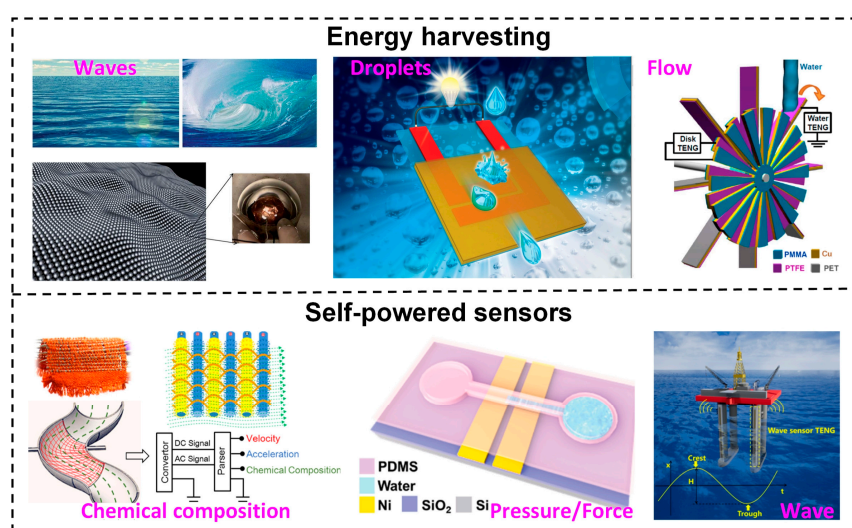 Energy harvesting
Waves
Droplets
Flow
Water
Disk
TENG
Water
TENG
PMMA
Cu
PTFE
PET
Self-powered sensors
Convertor
DC Signal
AC Signal
Parser
Velocity
Acceleration
Chemical Composition
Chemical composition
PDMS
Water
Ni
SiO₂
Si
Pressure/Force
Wave sensor TENG
x
Crest
H
t
Trough
Wave